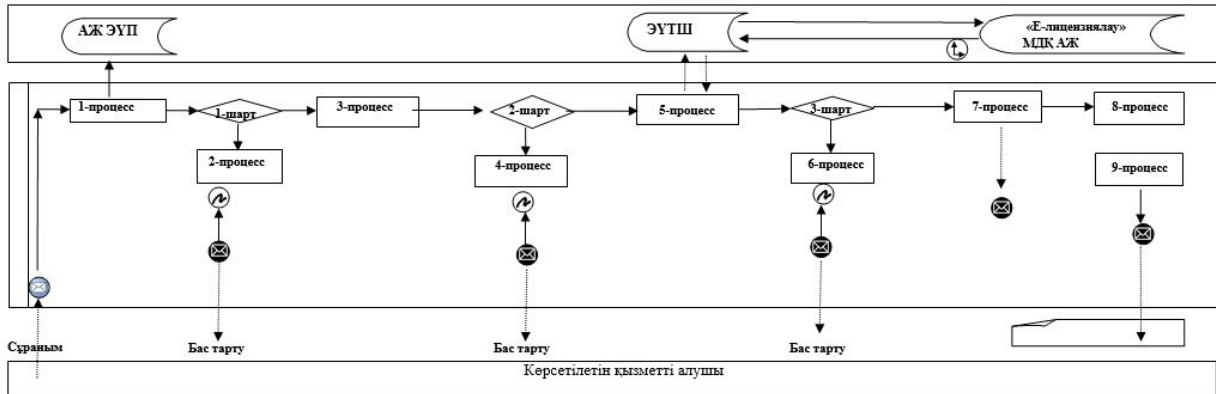 АЖ ЭҮП
ЭҮТШ
«Е-лицензиялау»
МДҚ АЖ
1-процесс
1-шарт
3-процесс
2-шарт
5-процесс
3-шарт
7-процесс
8-процесс
2-процесс
4-процесс
6-процесс
9-процесс
Сұраным
Бас тарту
Бас тарту
Бас тарту
Көрсетілетін қызметті алушы